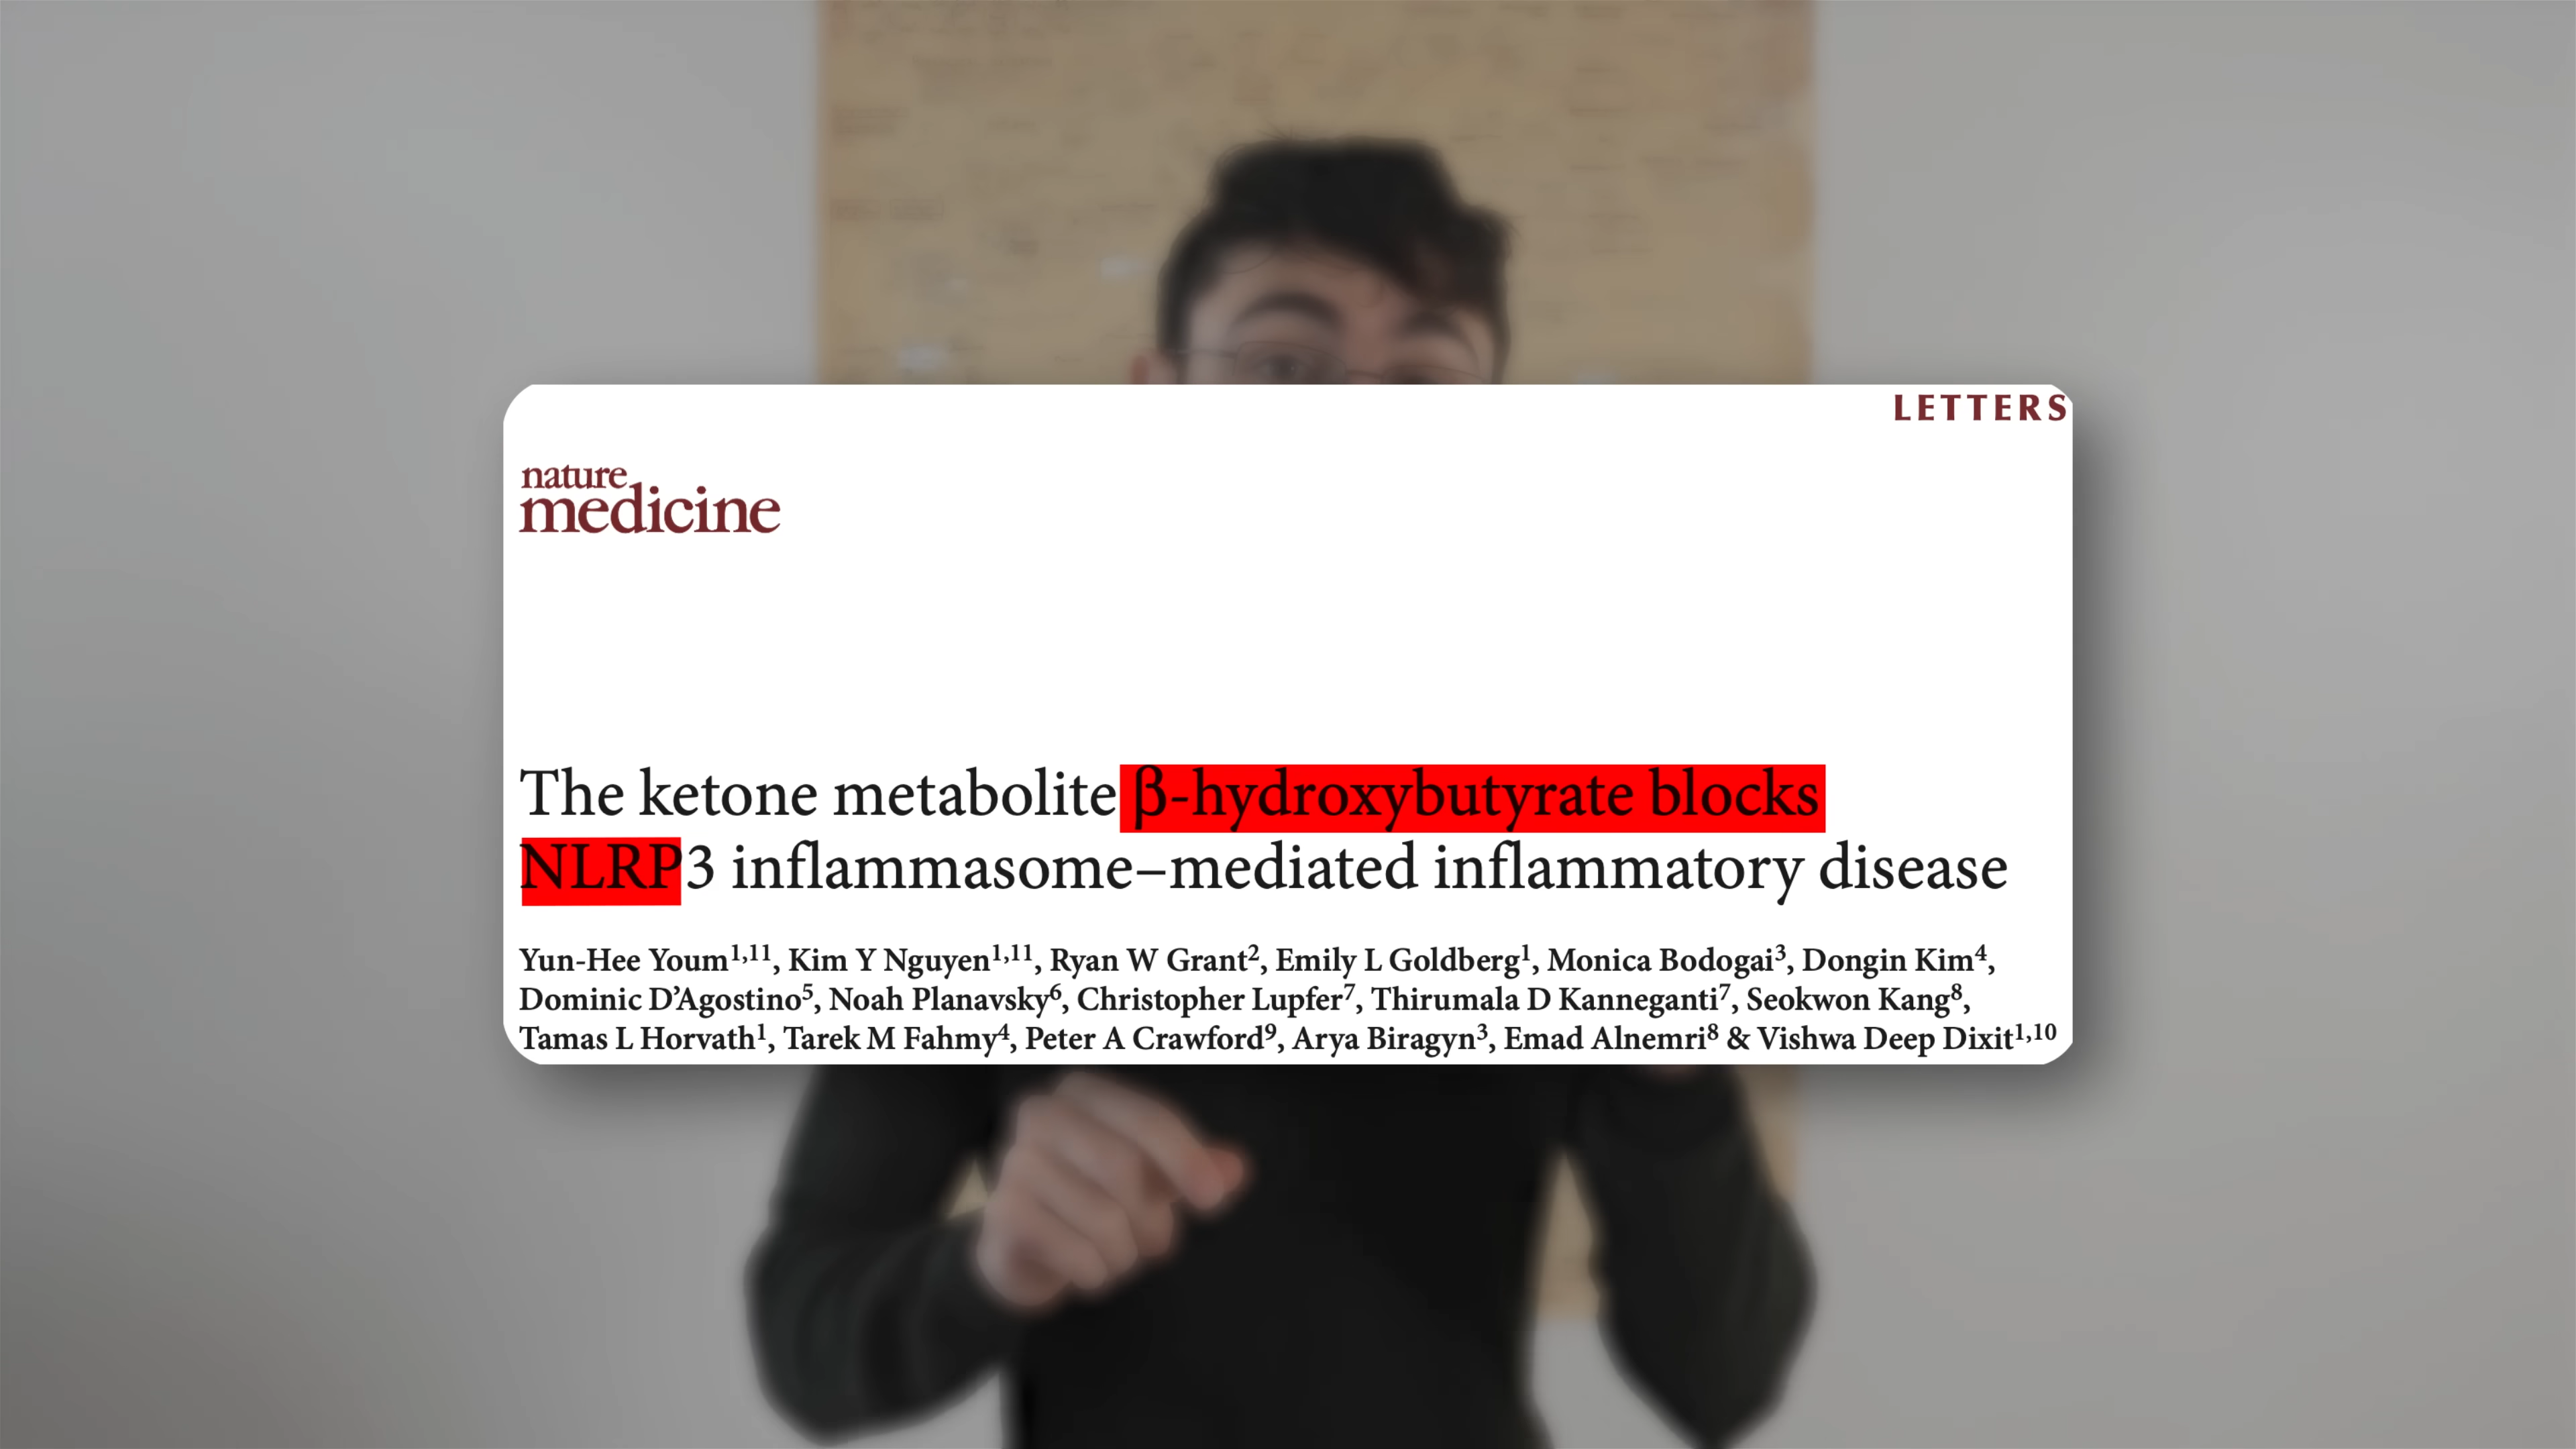 LETTERS
nature
medicine
The ketone metabolite β-hydroxybutyrate blocks
NLRP3 inflammasome–mediated inflammatory disease
Yun-Hee Youm1,11, Kim Y Nguyen1,11, Ryan W Grant2, Emily L Goldberg1, Monica Bodogai3, Dongin Kim4,
Dominic D’Agostino5, Noah Planavsky6, Christopher Lupfer7, Thirumala D Kanneganti7, Seokwon Kang8,
Tamas L Horvath1, Tarek M Fahmy4, Peter A Crawford9, Arya Biragyn3, Emad Alnemri8 & Vishwa Deep Dixit1,10